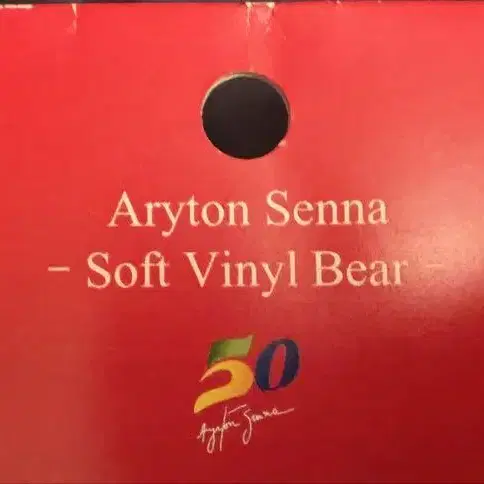 Aryton Senna
- Soft Vinyl Bear -
50
Ayrton Senna